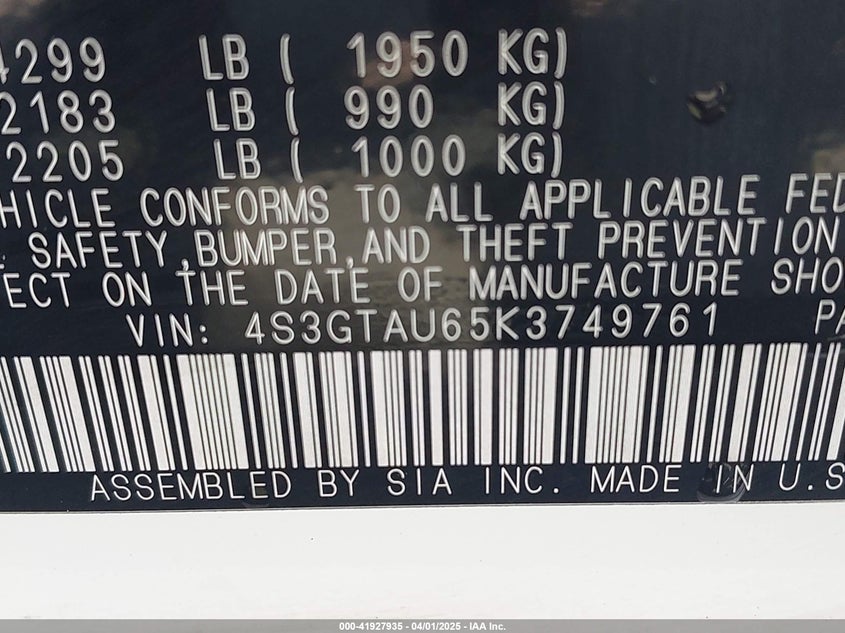 4299 LB ( 1950 KG)
2183 LB ( 990 KG)
2205 LB ( 1000 KG)
HICLE CONFORMS TO ALL APPLICABLE FED
SAFETY,BUMPER,AND THEFT PREVENTION
ECT ON THE DATE OF MANUFACTURE SHO
VIN: 4S3GTAU65K3749761 PA
ASSEMBLED BY SIA INC. MADE IN U.S
000-41927935 - 04/01/2025 - IAA Inc.